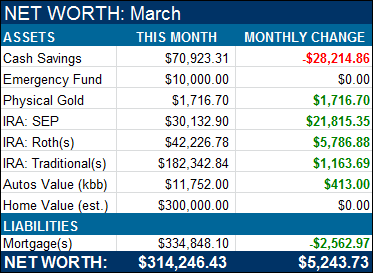 NET WORTH: March
ASSETS THIS MONTH MONTHLY CHANGE
Cash Savings $70,923.31 -$28,214.86
Emergency Fund $10,000.00 $0.00
Physical Gold $1,716.70 $1,716.70
IRA: SEP $30,132.90 $21,815.35
IRA: Roth(s) $42,226.78 $5,786.88
IRA: Traditional(s) $182,342.84 $1,163.69
Autos Value (kbb) $11,752.00 $413.00
Home Value (est.) $300,000.00 $0.00
LIABILITIES
Mortgage(s) $334,848.10 -$2,562.97
NET WORTH: $314,246.43 $5,243.73